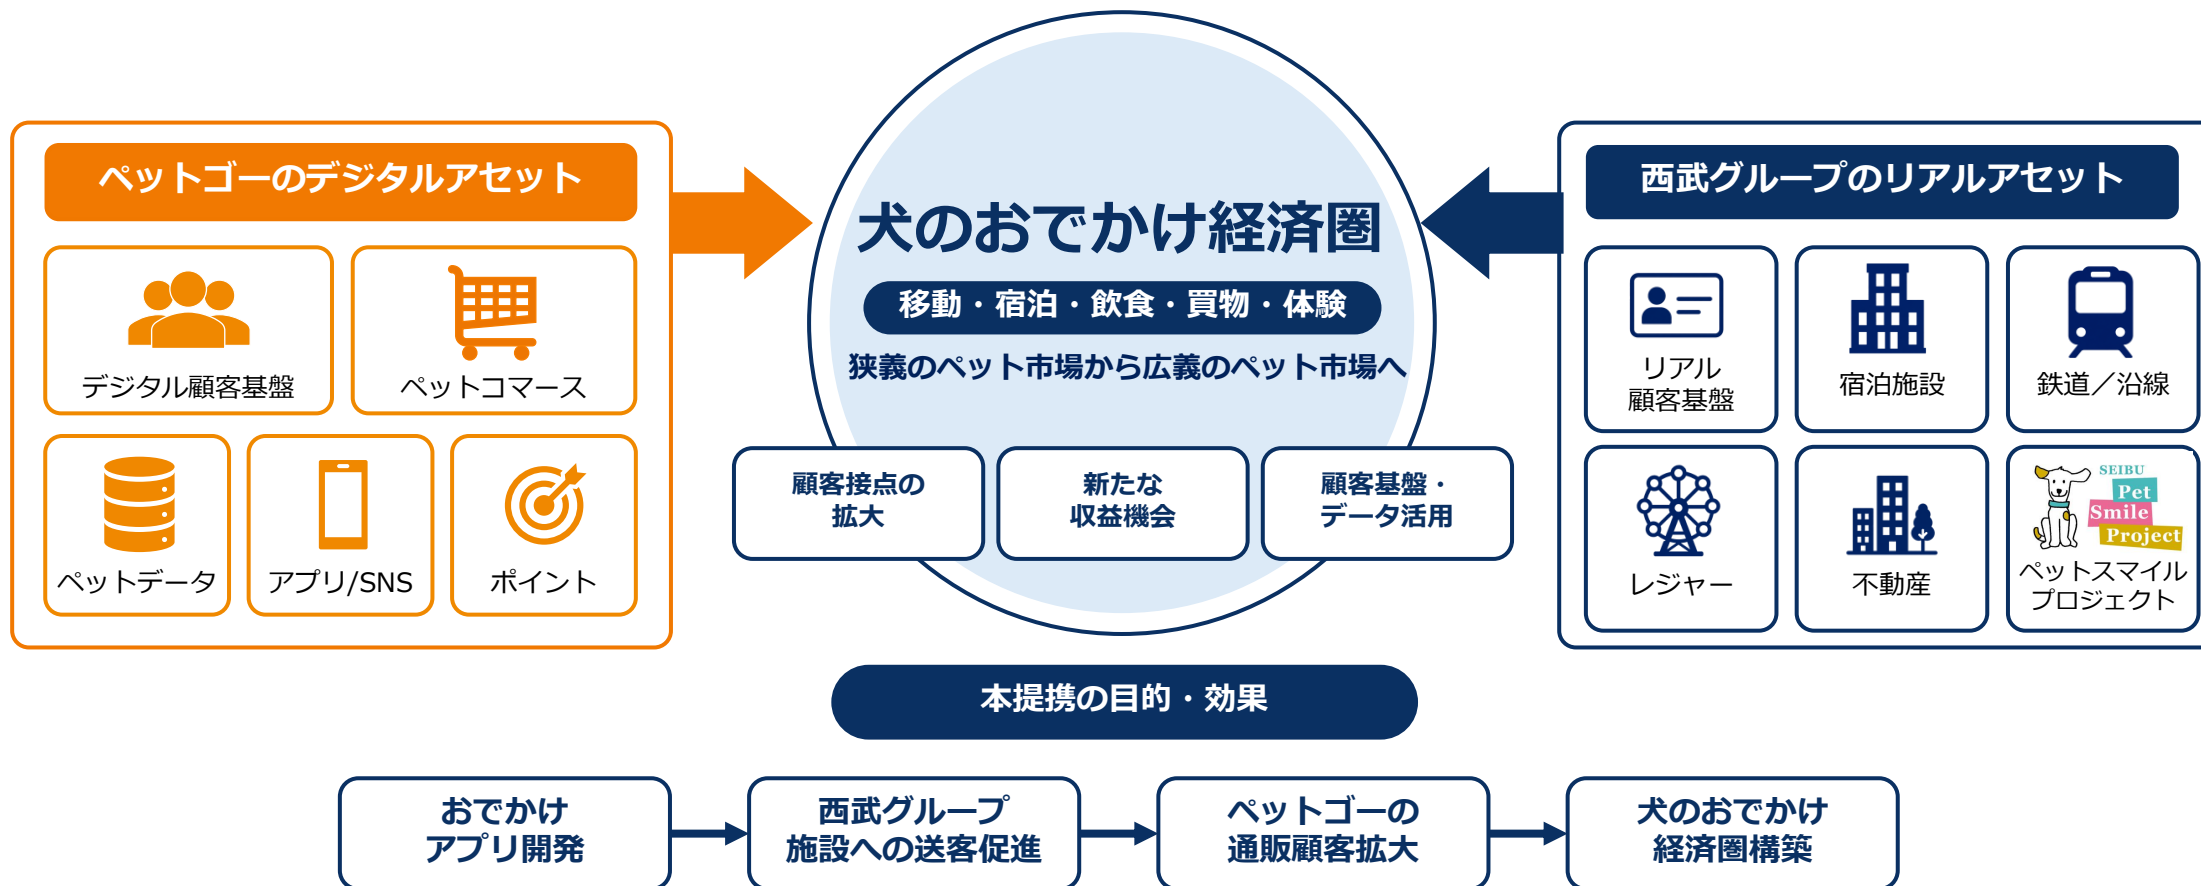 ペットゴーのデジタルアセット
デジタル顧客基盤
ペットコマース
ペットデータ
アプリ/SNS
ポイント
犬のおでかけ経済圏
移動・宿泊・飲食・買物・体験
狭義のペット市場から広義のペット市場へ
顧客接点の
拡大
新たな
収益機会
顧客基盤・
データ活用
西武グループのリアルアセット
リアル
顧客基盤
宿泊施設
鉄道／沿線
レジャー
不動産
SEIBU
Pet
Smile
Project
ペットスマイル
プロジェクト
本提携の目的・効果
おでかけ
アプリ開発
西武グループ
施設への送客促進
ペットゴーの
通販顧客拡大
犬のおでかけ
経済圏構築